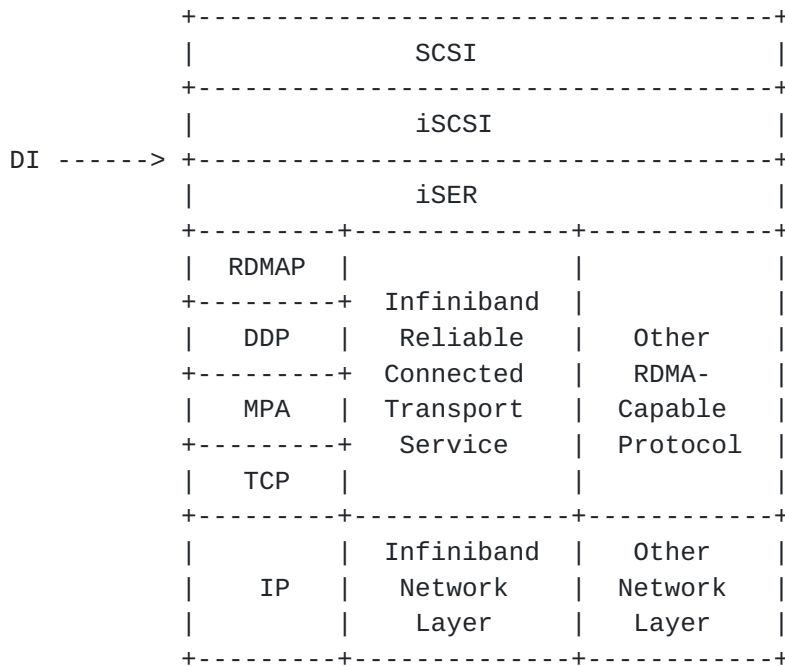 +-------------------------------------+
|              SCSI                   |
+-------------------------------------+
|              iSCSI                  |
DI ------> +-------------------------------------+
|              iSER                   |
+---------+--------------+------------+
|  RDMAP  |              |            |
+---------+  Infiniband  |            |
|   DDP   |   Reliable   |   Other    |
+---------+  Connected   |   RDMA-    |
|   MPA   |  Transport   |  Capable   |
+---------+   Service    |  Protocol  |
|   TCP   |              |            |
+---------+--------------+------------+
|         |  Infiniband  |   Other    |
|    IP   |   Network    |  Network   |
|         |    Layer     |   Layer    |
+---------+--------------+------------+